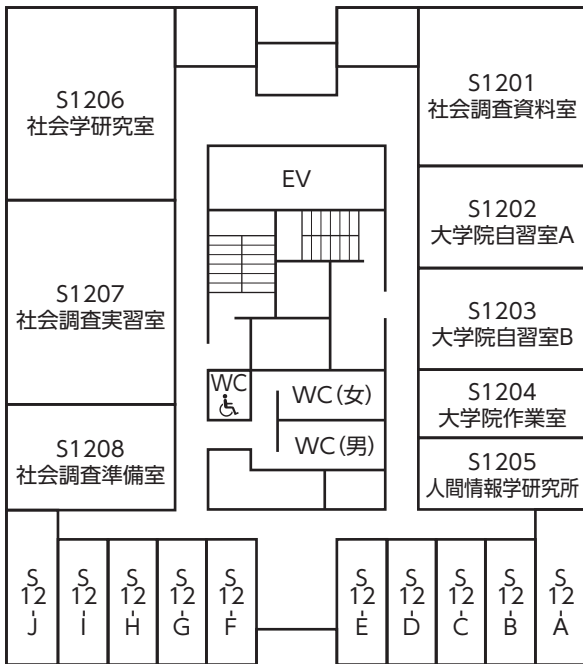 S1206
社会学研究室
S1201
社会調査資料室
EV
S1202
大学院自習室A
S1207
社会調査実習室
S1203
大学院自習室B
WC
WC(女)
S1204
大学院作業室
WC(男)
S1208
社会調査準備室
S1205
人間情報学研究所
S12-J
S12-I
S12-H
S12-G
S12-F
S12-E
S12-D
S12-C
S12-B
S12-A